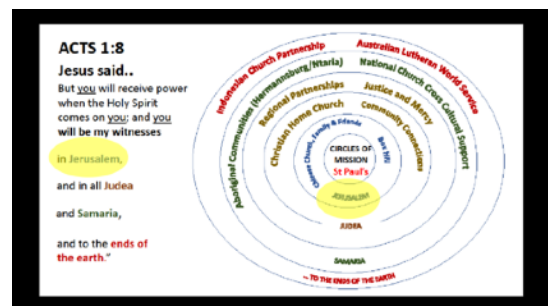 ACTS 1:8
Jesus said..
But you will receive power
when the Holy Spirit
comes on you; and you
will be my witnesses
in Jerusalem,
and in all Judea
and Samaria,
and to the ends of
the earth."
Indonesian Church Partnership
Australian Lutheran World Service
Aboriginal Communities (Hermannsburg/Ntaria)
National Church Cross Cultural Support
Regional Partnerships
Justice and Mercy
Christian Home Church
Community Connections
Chinese Church, Family & Friends
Box Hill
CIRCLES OF
MISSION
St Paul's
JERUSALEM
JUDEA
SAMARIA
... TO THE ENDS OF THE EARTH